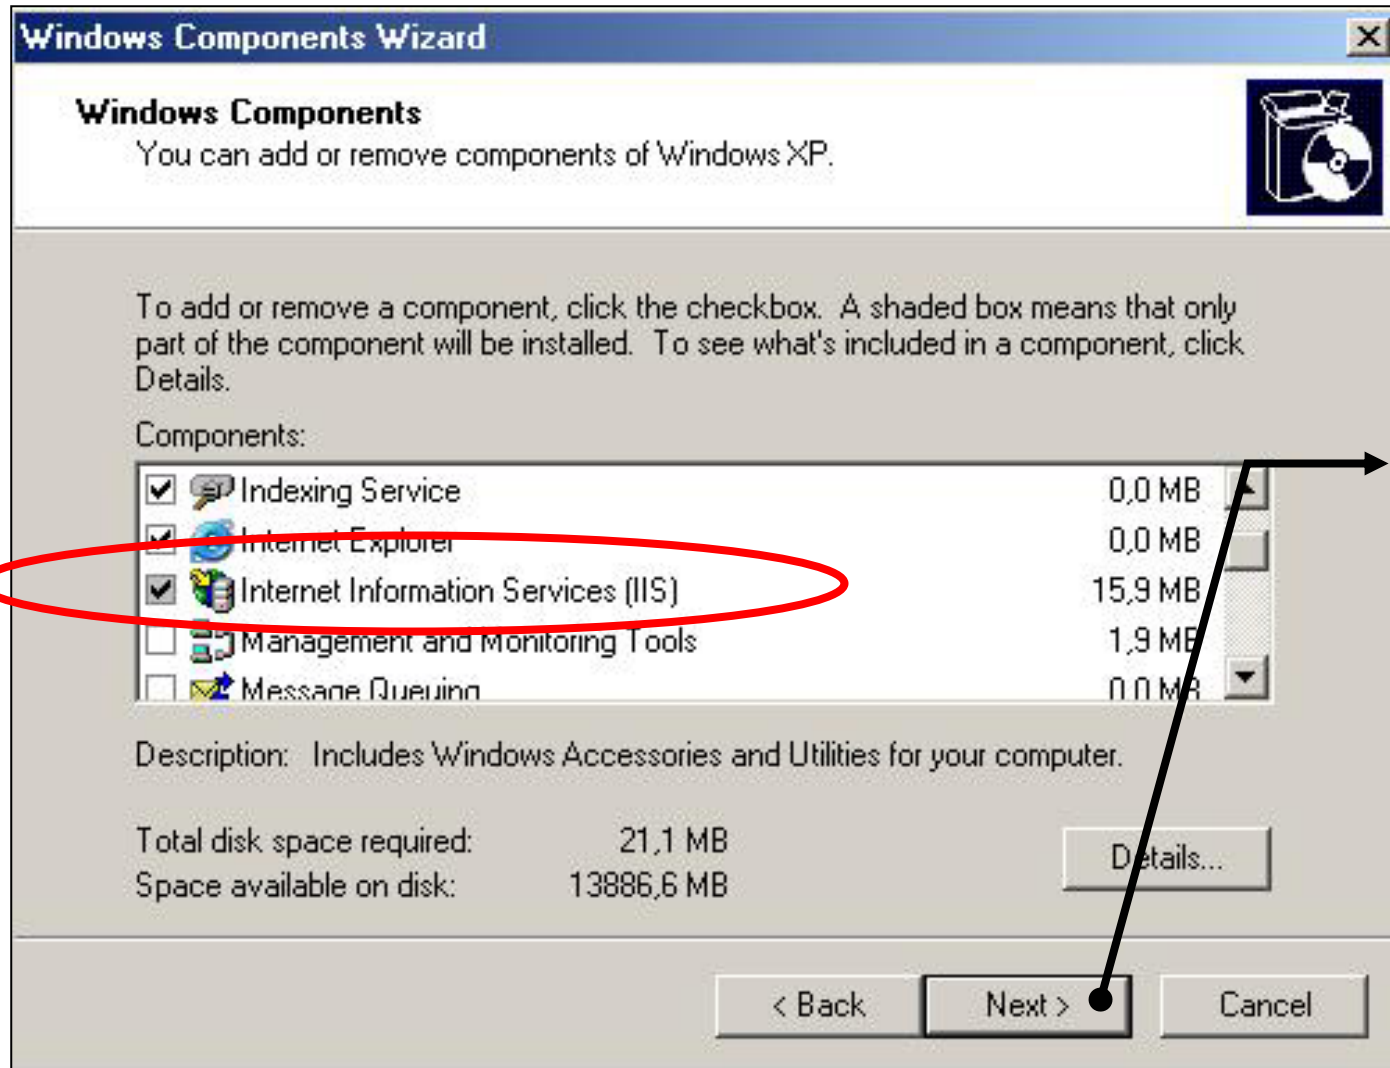 Windows Components Wizard
Windows Components
You can add or remove components of Windows XP.
To add or remove a component, click the checkbox. A shaded box means that only
part of the component will be installed. To see what's included in a component, click
Details.
Components:
Indexing Service 0,0 MB
Internet Explorer 0,0 MB
Internet Information Services (IIS) 15,9 MB
Management and Monitoring Tools 1,9 MB
Message Queuing 0,0 MB
Description: Includes Windows Accessories and Utilities for your computer.
Total disk space required: 21,1 MB
Space available on disk: 13886,6 MB
Details...
< Back Next > Cancel